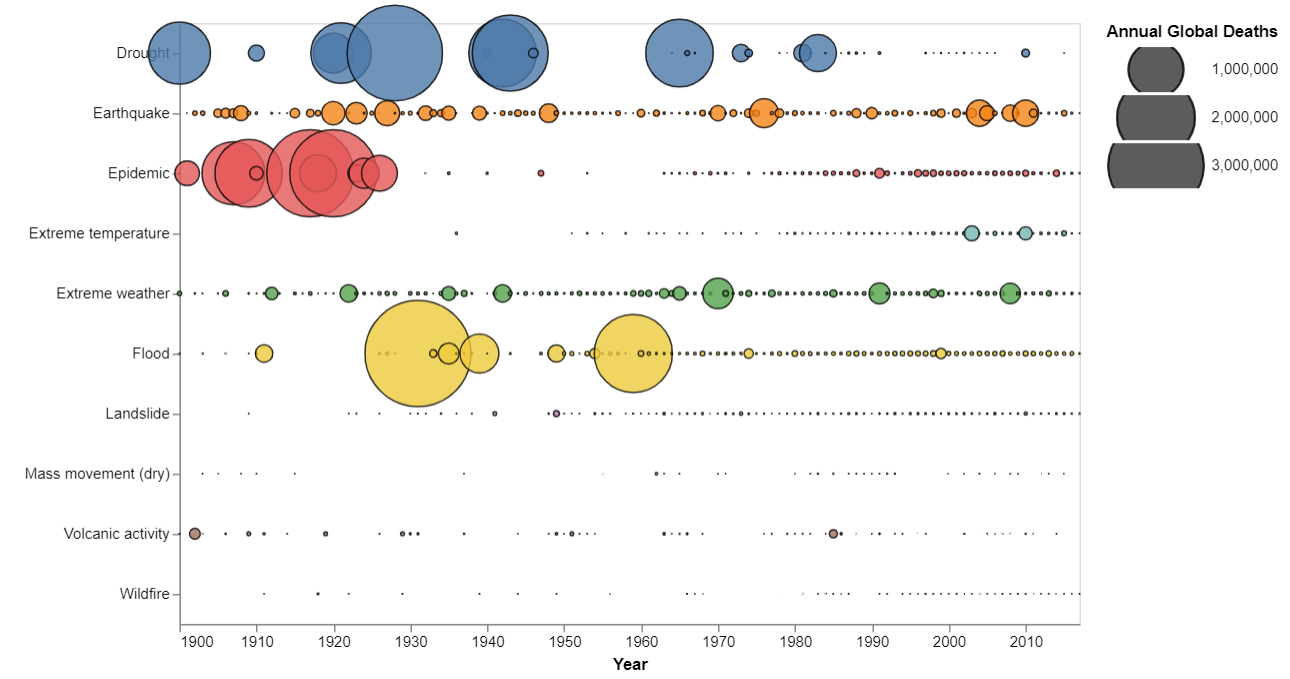 Drought
Earthquake
Epidemic
Extreme temperature
Extreme weather
Flood
Landslide
Mass movement (dry)
Volcanic activity
Wildfire
1900 1910 1920 1930 1940 1950 1960 1970 1980 1990 2000 2010
Year
Annual Global Deaths
1,000,000
2,000,000
3,000,000